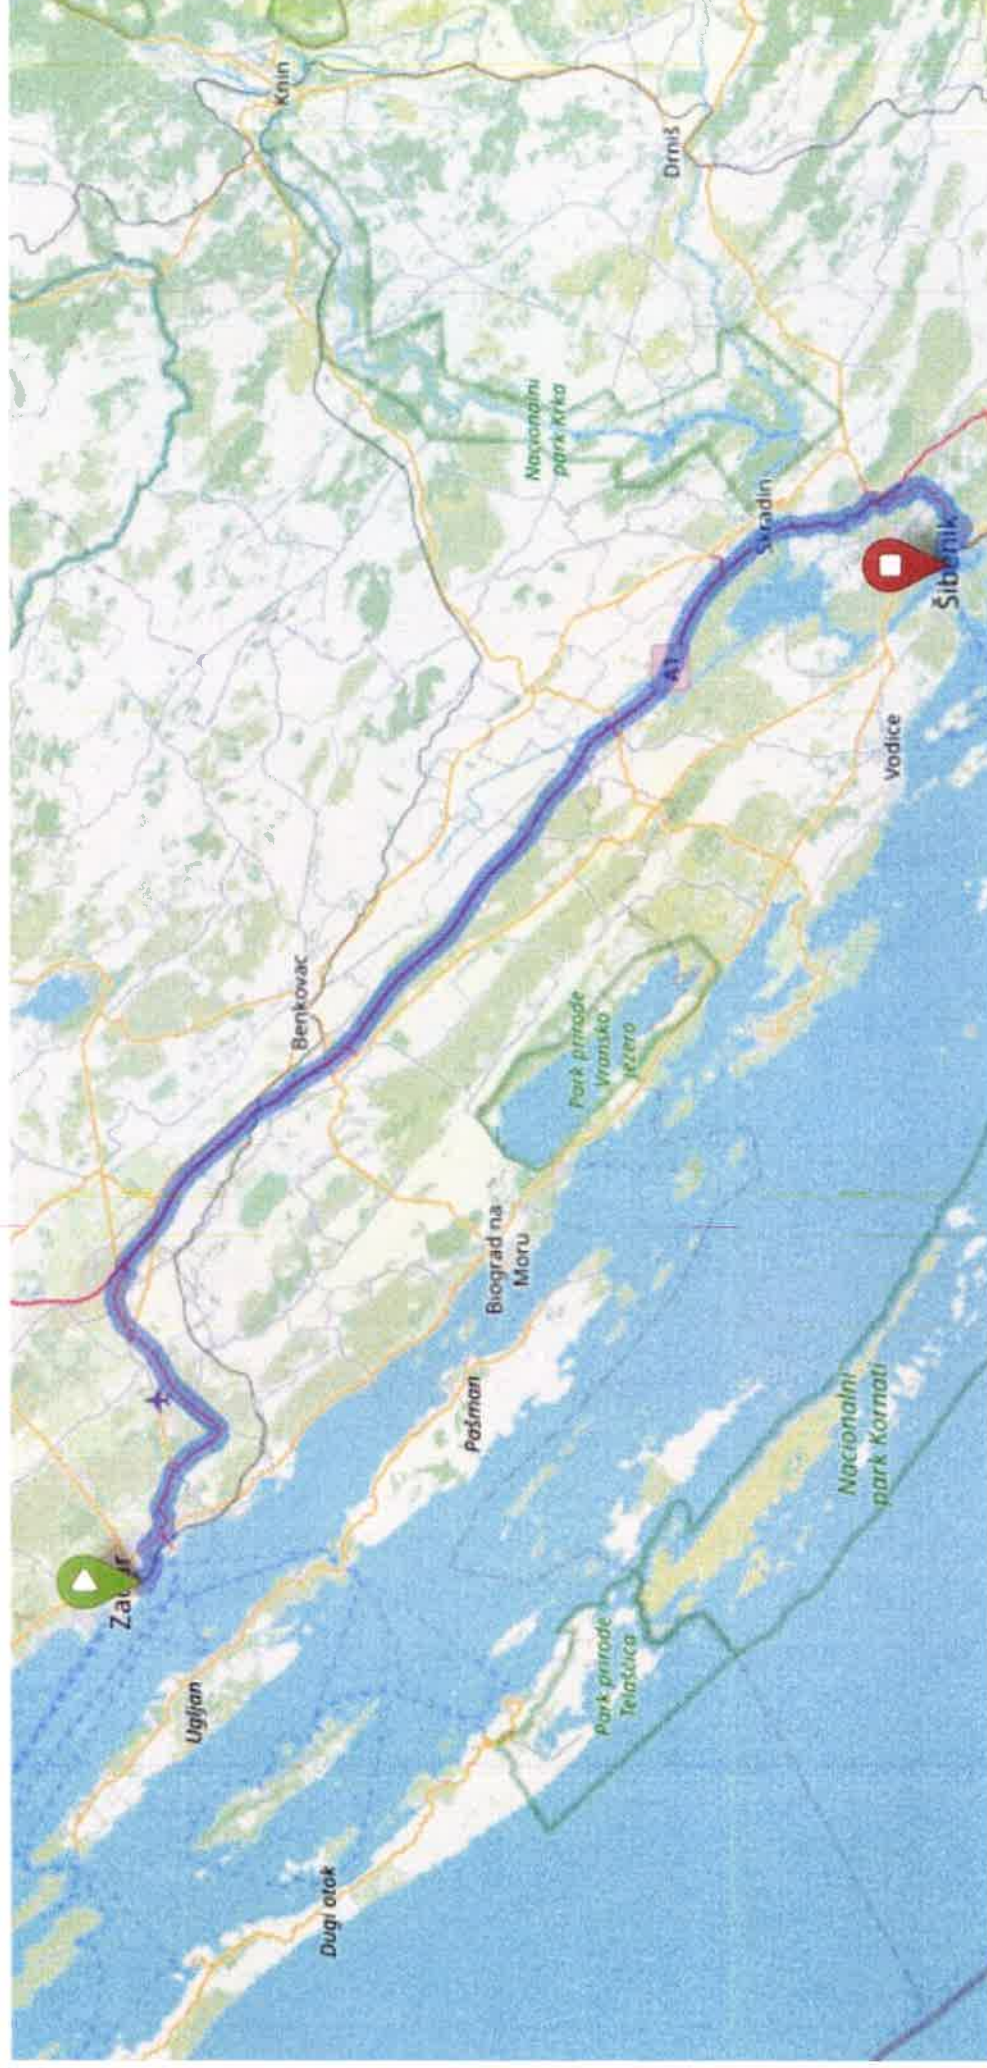 Zadar
Ugljan
Knin
Benkovac
Dugi otok
Pašman
Biograd na
Moru
Nacionalni
park Krka
Park prirode
Vransko
jezero
Park prirode
Telašćica
A1
Drniš
Skradin
Nacionalni
park Kornati
Vodice
Šibenik